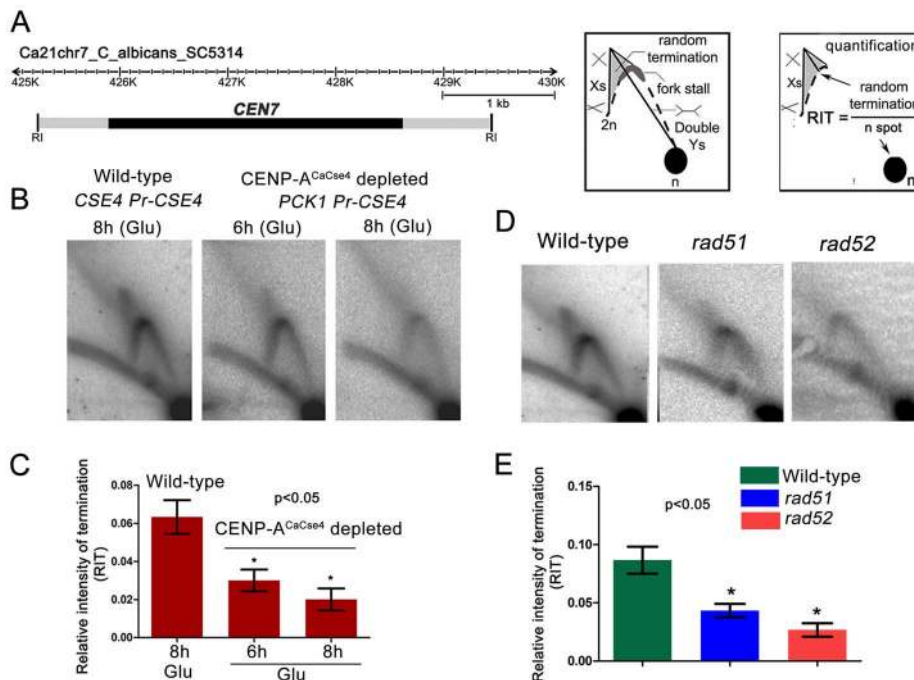 A
Ca21chr7_C_albicans_SC5314
425K 426K 427K 428K 429K 430K
1 kb
CEN7
RI RI
random
termination
fork stall
Xs
2n
Double
Ys
n
quantification
Xs
random
termination
RIT =
n spot
n
B
Wild-type
CSE4 Pr-CSE4
8h (Glu)
CENP-A^CaCse4 depleted
PCK1 Pr-CSE4
6h (Glu) 8h (Glu)
D
Wild-type rad51 rad52
C
Relative intensity of termination
(RIT)
0.08
0.06
0.04
0.02
0.00
Wild-type
p<0.05
CENP-A^CaCse4 depleted
* *
8h 6h 8h
Glu Glu
E
Relative intensity of termination
(RIT)
0.15
0.10
0.05
0.00
p<0.05
Wild-type
rad51
rad52
* *